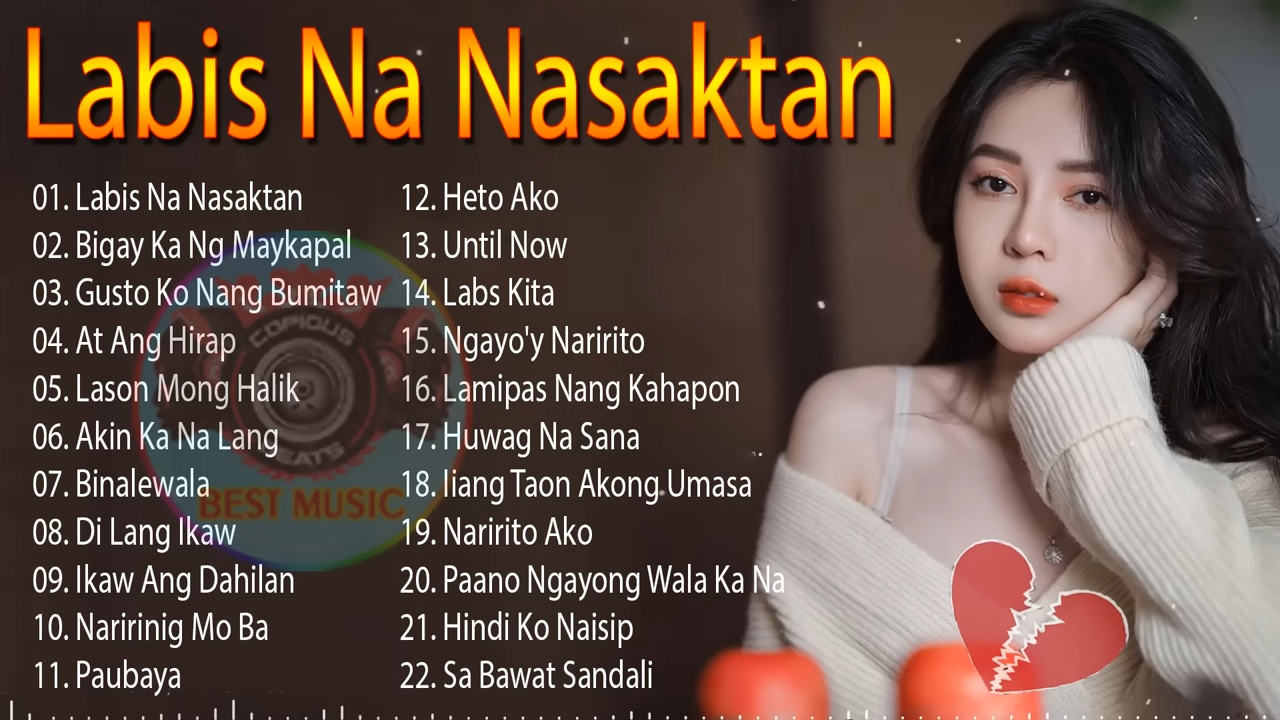 Labis Na Nasaktan
01. Labis Na Nasaktan
02. Bigay Ka Ng Maykapal
03. Gusto Ko Nang Bumitaw
04. At Ang Hirap
05. Lason Mong Halik
06. Akin Ka Na Lang
07. Binalewala
08. Di Lang Ikaw
09. Ikaw Ang Dahilan
10. Naririnig Mo Ba
11. Paubaya
12. Heto Ako
13. Until Now
14. Labs Kita
15. Ngayo'y Naririto
16. Lamipas Nang Kahapon
17. Huwag Na Sana
18. Iiang Taon Akong Umasa
19. Naririto Ako
20. Paano Ngayong Wala Ka Na
21. Hindi Ko Naisip
22. Sa Bawat Sandali
COPIOUS
BEATS
BEST MUSIC